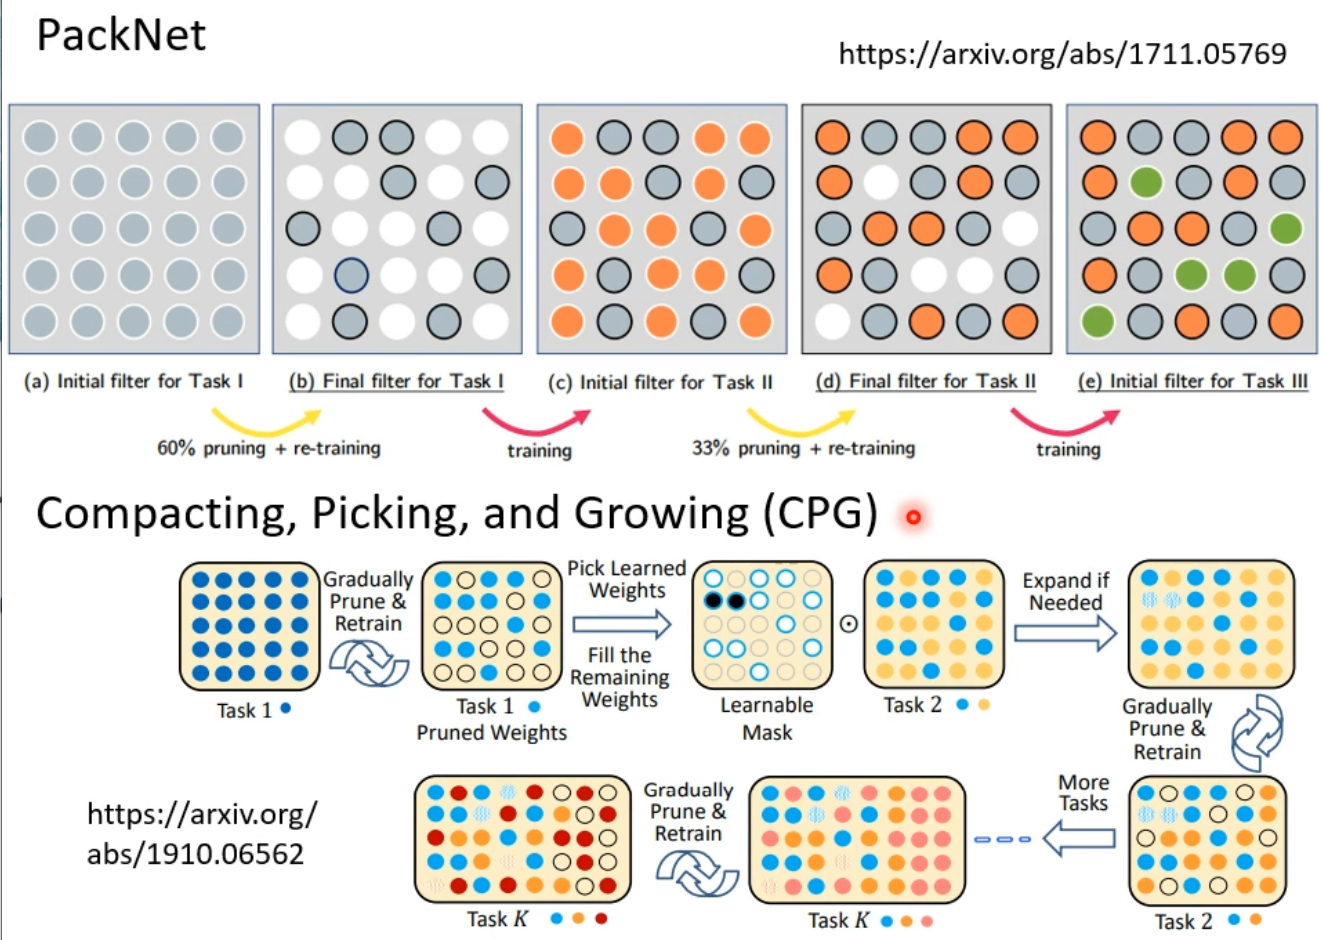 PackNet
https://arxiv.org/abs/1711.05769
(a) Initial filter for Task I
(b) Final filter for Task I
(c) Initial filter for Task II
(d) Final filter for Task II
(e) Initial filter for Task III
60% pruning + re-training
training
33% pruning + re-training
training
Compacting, Picking, and Growing (CPG)
Gradually
Prune &
Retrain
Pick Learned
Weights
Fill the
Remaining
Weights
Expand if
Needed
Task 1
Task 1
Pruned Weights
Learnable
Mask
Task 2
Gradually
Prune &
Retrain
https://arxiv.org/
abs/1910.06562
Gradually
Prune &
Retrain
More
Tasks
Task K
Task K
Task 2